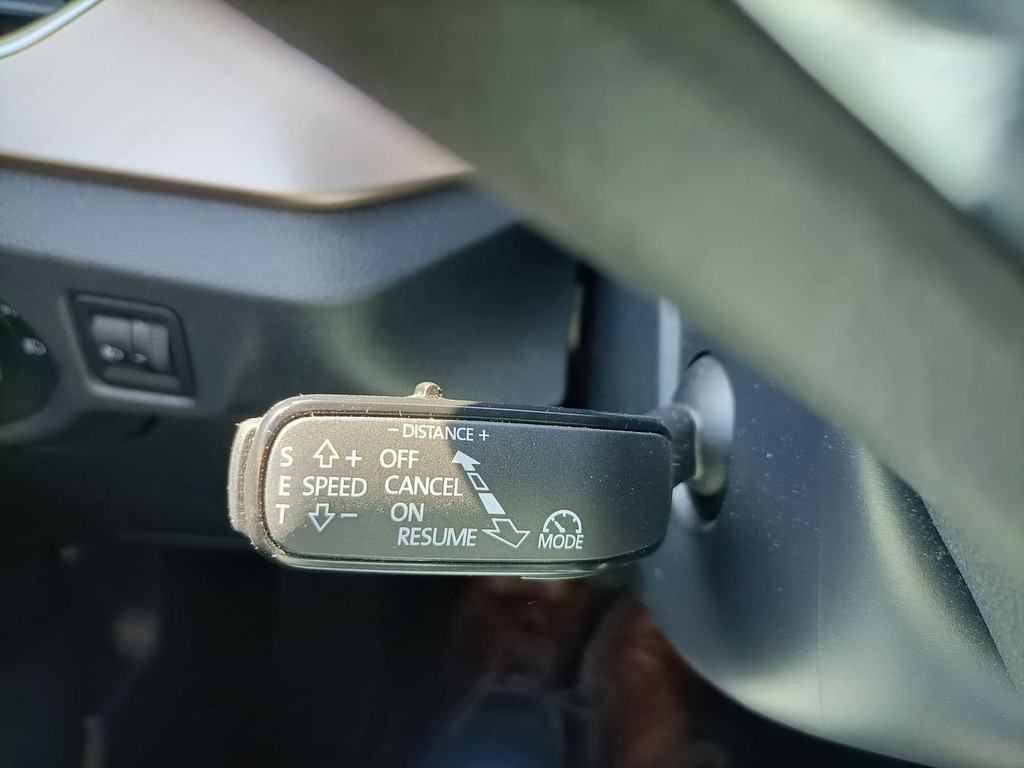 - DISTANCE +
S + OFF
E SPEED CANCEL
T - ON
RESUME MODE